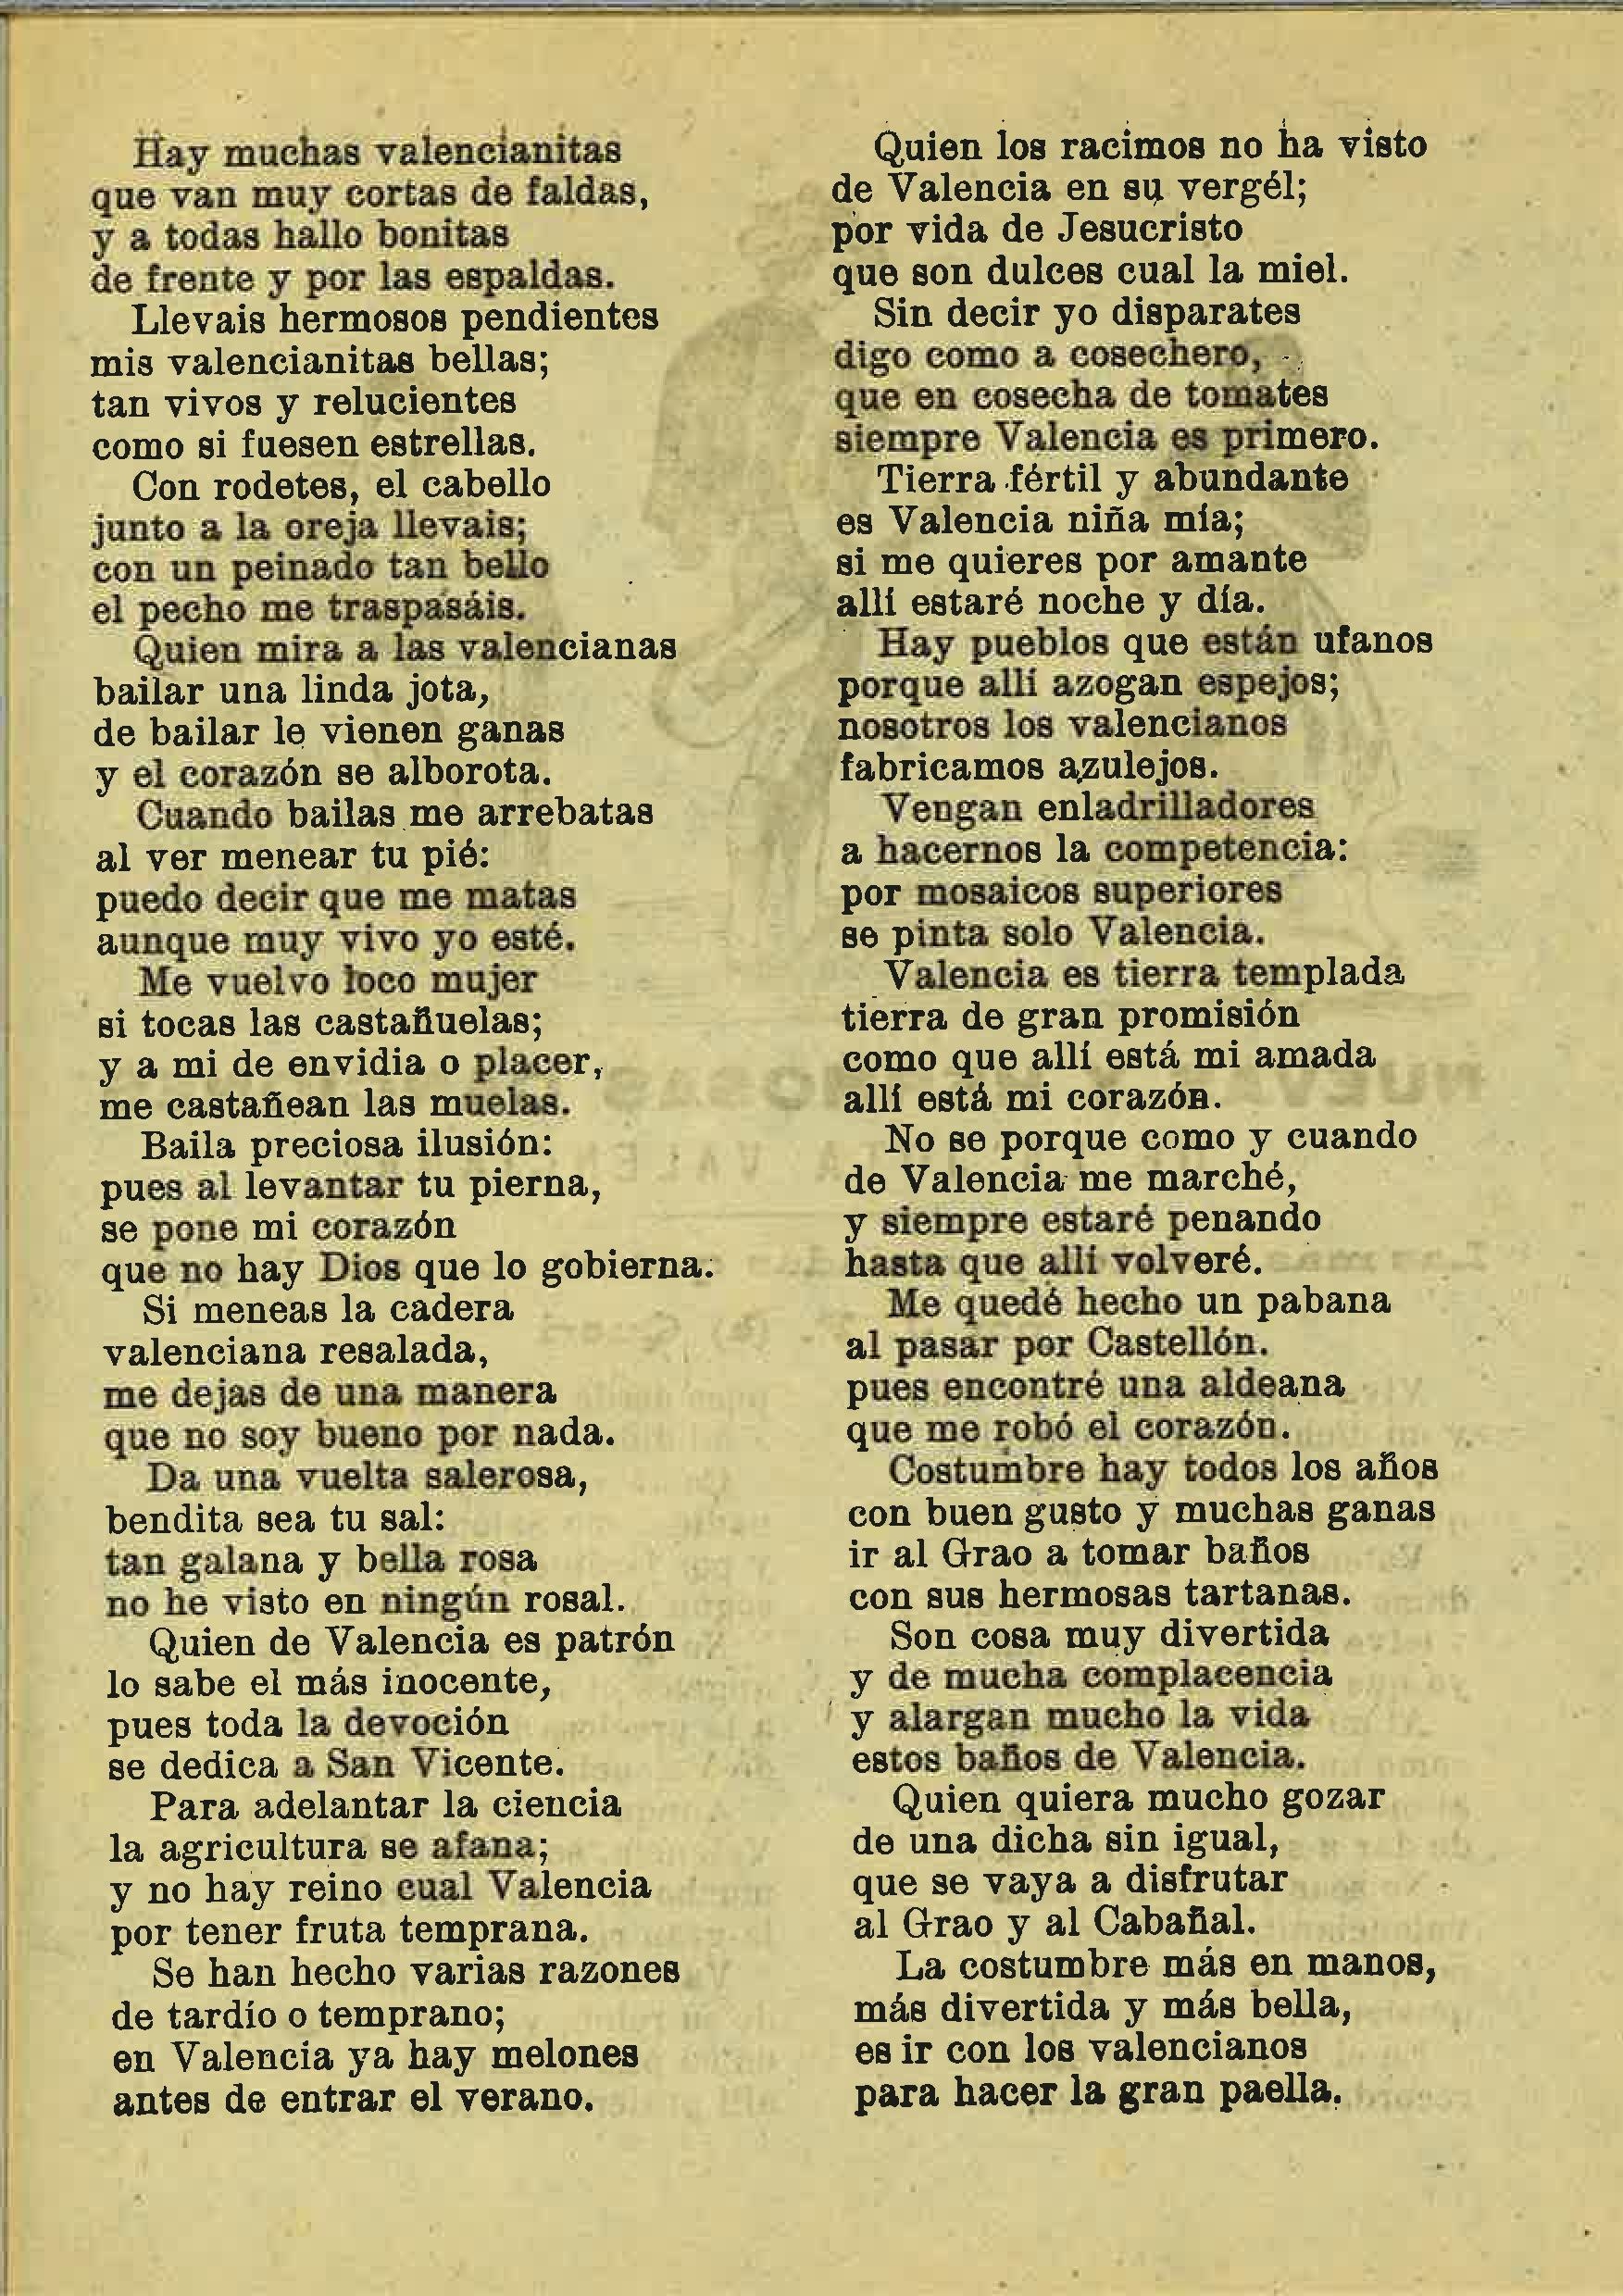 Hay muchas valencianitas
que van muy cortas de faldas,
y a todas hallo bonitas
de frente y por las espaldas.
Llevais hermosos pendientes
mis valencianitas bellas;
tan vivos y relucientes
como si fuesen estrellas.
Con rodetes, el cabello
junto a la oreja llevais;
con un peinado tan bello
el pecho me traspasáis.
Quien mira a las valencianas
bailar una linda jota,
de bailar le vienen ganas
y el corazón se alborota.
Cuando bailas me arrebatas
al ver menear tu pié:
puedo decir que me matas
aunque muy vivo yo esté.
Me vuelvo loco mujer
si tocas las castañuelas;
y a mi de envidia o placer,
me castañean las muelas.
Baila preciosa ilusión:
pues al levantar tu pierna,
se pone mi corazón
que no hay Dios que lo gobierna.
Si meneas la cadera
valenciana resalada,
me dejas de una manera
que no soy bueno por nada.
Da una vuelta salerosa,
bendita sea tu sal:
tan galana y bella rosa
no he visto en ningún rosal.
Quien de Valencia es patrón
lo sabe el más inocente,
pues toda la devoción
se dedica a San Vicente.
Para adelantar la ciencia
la agricultura se afana;
y no hay reino cual Valencia
por tener fruta temprana.
Se han hecho varias razones
de tardío o temprano;
en Valencia ya hay melones
antes de entrar el verano.
Quien los racimos no ha visto
de Valencia en su vergél;
por vida de Jesucristo
que son dulces cual la miel.
Sin decir yo disparates
digo como a cosechero,
que en cosecha de tomates
siempre Valencia es primero.
Tierra fértil y abundante
es Valencia niña mía;
si me quieres por amante
allí estaré noche y día.
Hay pueblos que están ufanos
porque allí azogan espejos;
nosotros los valencianos
fabricamos azulejos.
Vengan enladrilladores
a hacernos la competencia:
por mosaicos superiores
se pinta solo Valencia.
Valencia es tierra templada
tierra de gran promisión
como que allí está mi amada
allí está mi corazón.
No se porque como y cuando
de Valencia me marché,
y siempre estaré penando
hasta que allí volveré.
Me quedé hecho un pabana
al pasar por Castellón.
pues encontré una aldeana
que me robó el corazón.
Costumbre hay todos los años
con buen gusto y muchas ganas
ir al Grao a tomar baños
con sus hermosas tartanas.
Son cosa muy divertida
y de mucha complacencia
y alargan mucho la vida
estos baños de Valencia.
Quien quiera mucho gozar
de una dicha sin igual,
que se vaya a disfrutar
al Grao y al Cabañal.
La costumbre más en manos,
más divertida y más bella,
es ir con los valencianos
para hacer la gran paella.